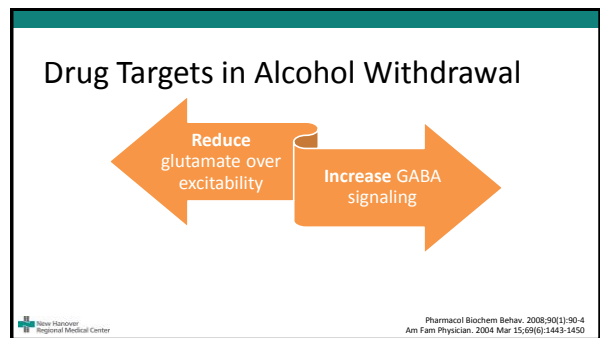 Drug Targets in Alcohol Withdrawal
Reduce
glutamate over
excitability
Increase GABA
signaling
New Hanover
Regional Medical Center
Pharmacol Biochem Behav. 2008;90(1):90-4
Am Fam Physician. 2004 Mar 15;69(6):1443-1450